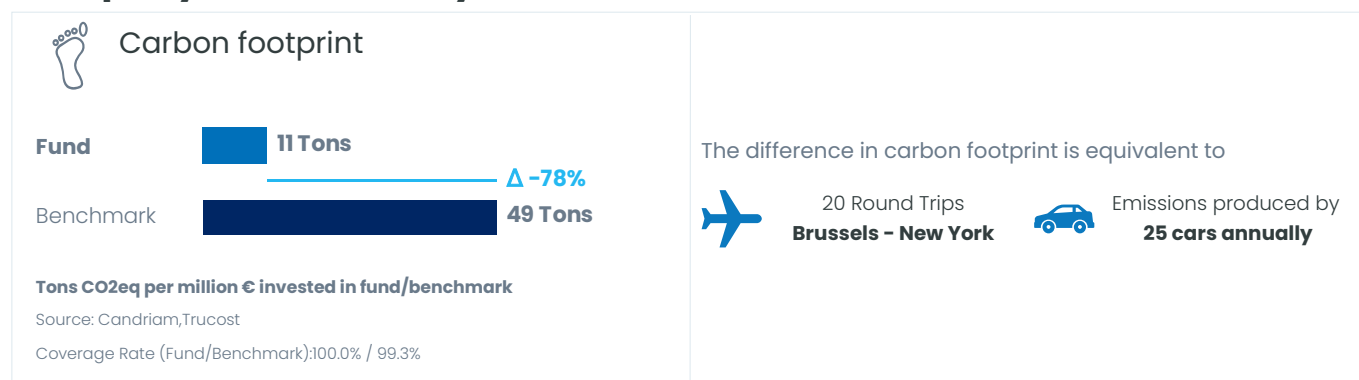 Carbon footprint
Fund 11 Tons
Δ -78%
Benchmark 49 Tons
Tons CO2eq per million € invested in fund/benchmark
Source: Candriam,Trucost
Coverage Rate (Fund/Benchmark):100.0% / 99.3%
The difference in carbon footprint is equivalent to
20 Round Trips
Brussels - New York
Emissions produced by
25 cars annually